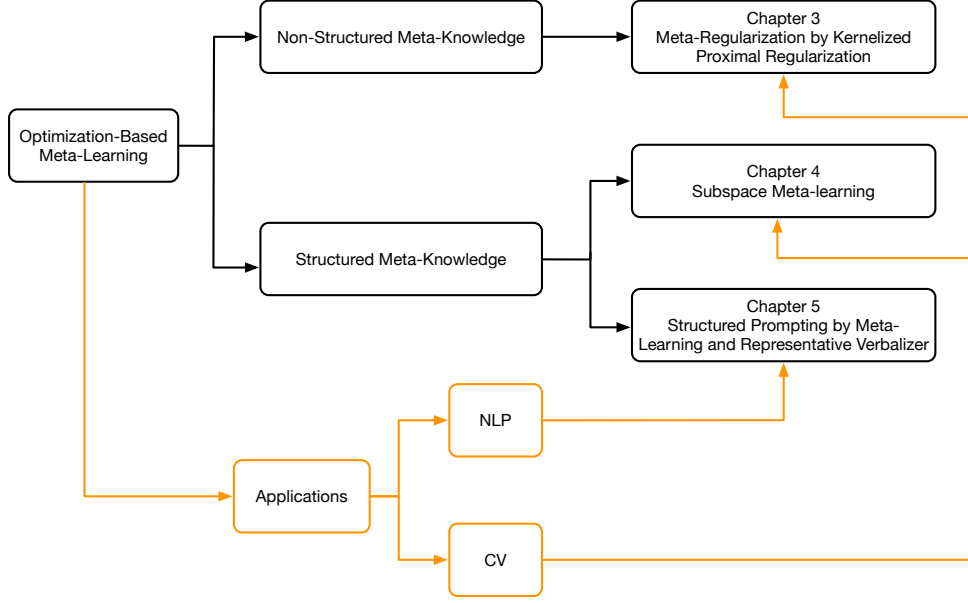 Chapter 3
Meta-Regularization by Kernelized
Proximal Regularization
Non-Structured Meta-Knowledge
Optimization-Based
Meta-Learning
Chapter 4
Subspace Meta-learning
Structured Meta-Knowledge
Chapter 5
Structured Prompting by Meta-
Learning and Representative Verbalizer
NLP
Applications
CV